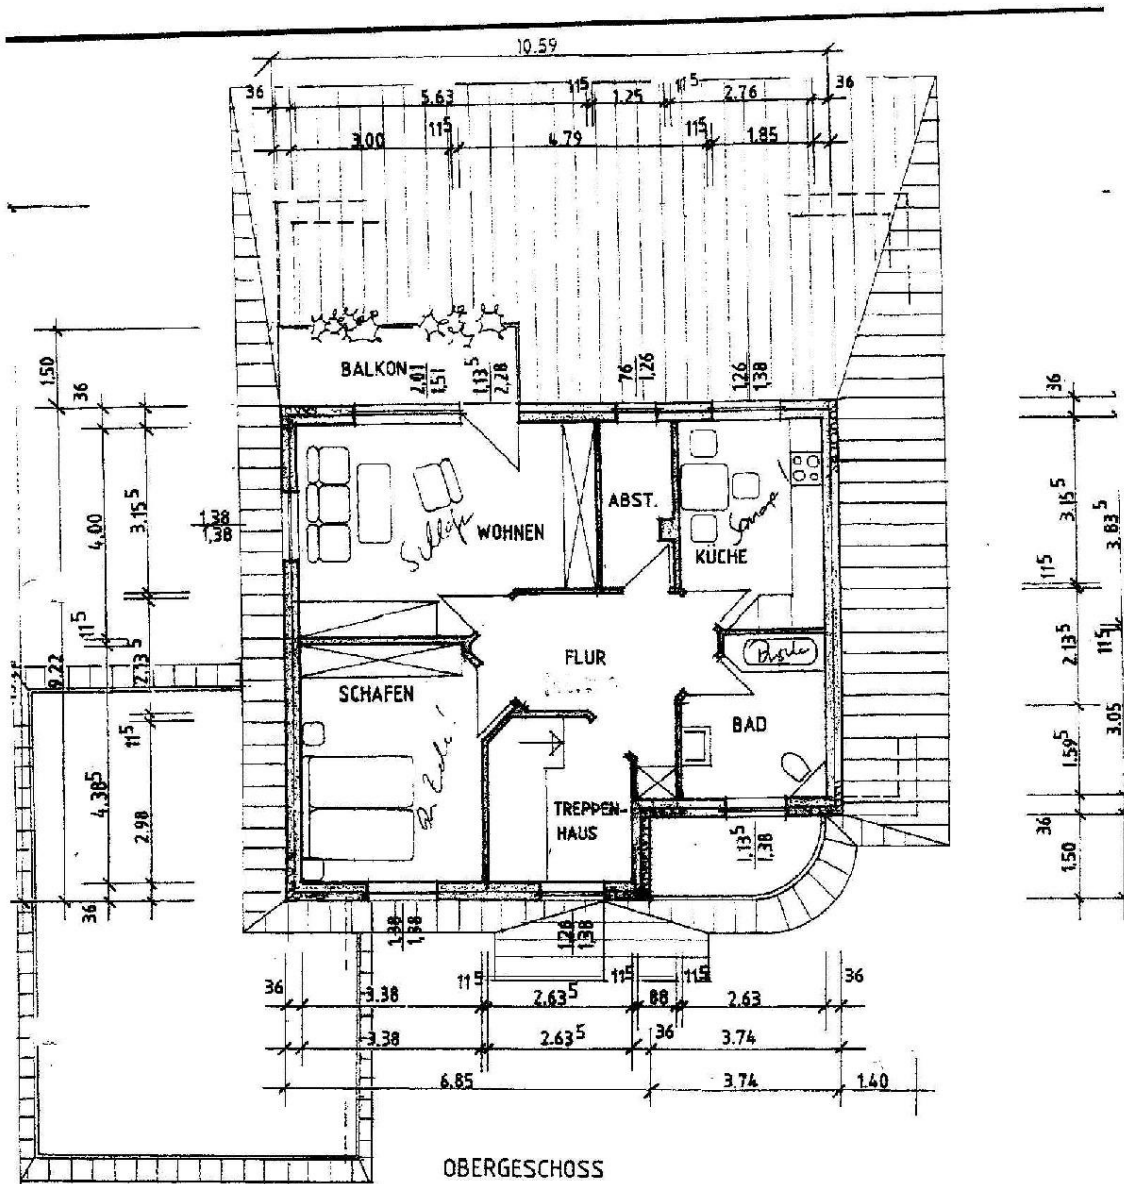 10.59
36 5.63 11⁵ 1.25 11⁵ 2.76 36
3.00 11⁵ 4.79 11⁵ 1.85
BALKON
2,01
1,51
1,13⁵
2,28
76
1,26
1,26
1,38
1,50
36
4,00
3,15⁵
1,38
1,38
11⁵
9,22
2,13⁵
11⁵
4,38⁵
2,98
36
WOHNEN
ABST.
KÜCHE
FLUR
SCHAFEN
BAD
TREPPEN-
HAUS
36
3,15⁵
3,83⁵
11⁵
2,13⁵
11⁵
1,59⁵
3,05
36
1,50
1,13⁵
1,38
1,38
1,38
1,26
1,38
36 3.38 11⁵ 2.63⁵ 11⁵ 88 11⁵ 2.63 36
3.38 2.63⁵ 36 3.74
6.85 3.74 1.40
OBERGESCHOSS